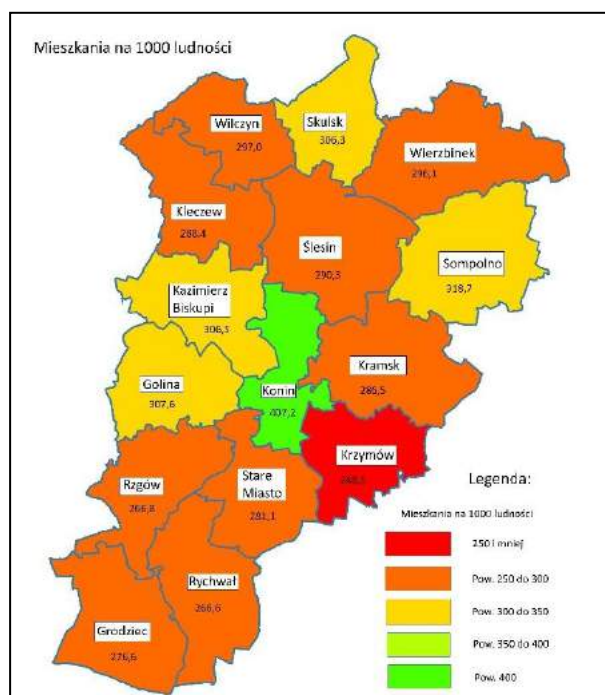 Mieszkania na 1000 ludności
Wilczyn
297,0
Skulsk
306,3
Wierzbinek
296,1
Kleczew
288,4
Ślesin
290,3
Sompolno
318,7
Kazimierz
Biskupi
306,3
Golina
307,6
Konin
407,2
Kramsk
286,5
Krzymów
Rzgów
266,8
Stare
Miasto
281,1
Rychwał
266,6
Grodziec
276,6
Legenda:
Mieszkania na 1000 ludności
250 i mniej
Pow. 250 do 300
Pow. 300 do 350
Pow. 350 do 400
Pow. 400